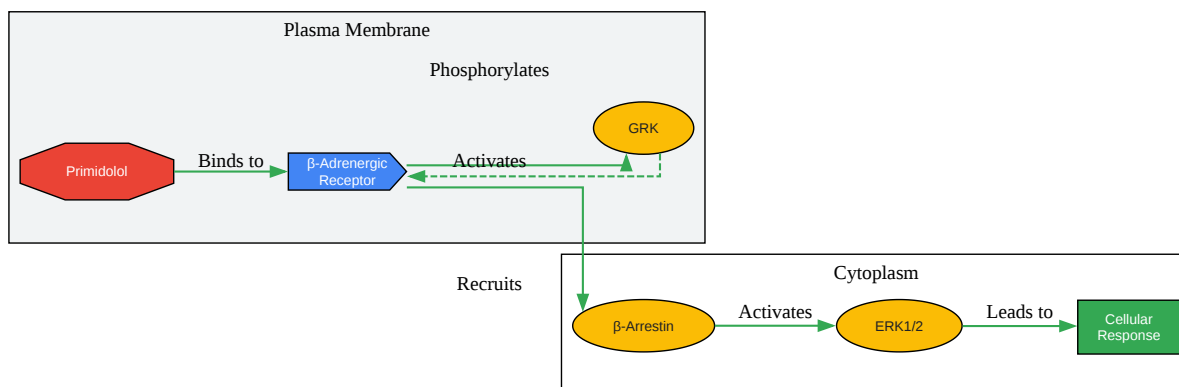 Plasma Membrane
Phosphorylates
GRK
Primidolol
Binds to
β-Adrenergic
Receptor
Activates
Recruits
Cytoplasm
β-Arrestin
Activates
ERK1/2
Leads to
Cellular
Response